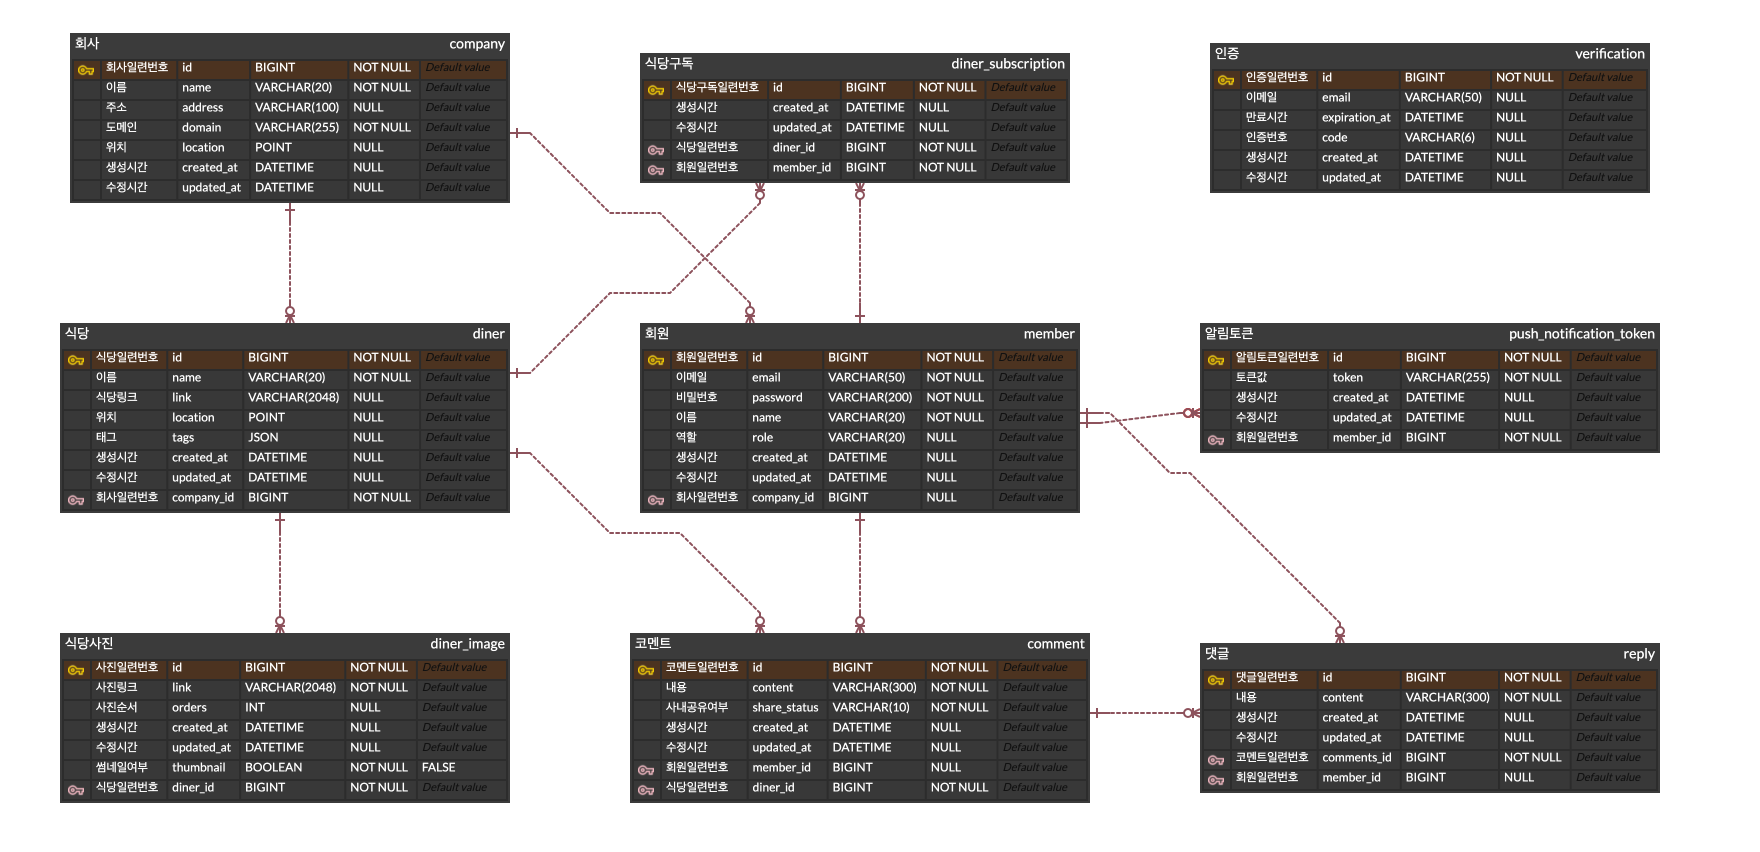 회사 company
회사일련번호 id BIGINT NOT NULL Default value
이름 name VARCHAR(20) NOT NULL Default value
주소 address VARCHAR(100) NULL Default value
도메인 domain VARCHAR(255) NOT NULL Default value
위치 location POINT NULL Default value
생성시간 created_at DATETIME NULL Default value
수정시간 updated_at DATETIME NULL Default value
식당구독 diner_subscription
식당구독일련번호 id BIGINT NOT NULL Default value
생성시간 created_at DATETIME NULL Default value
수정시간 updated_at DATETIME NULL Default value
식당일련번호 diner_id BIGINT NOT NULL Default value
회원일련번호 member_id BIGINT NOT NULL Default value
인증 verification
인증일련번호 id BIGINT NOT NULL Default value
이메일 email VARCHAR(50) NULL Default value
만료시간 expiration_at DATETIME NULL Default value
인증번호 code VARCHAR(6) NULL Default value
생성시간 created_at DATETIME NULL Default value
수정시간 updated_at DATETIME NULL Default value
식당 diner
식당일련번호 id BIGINT NOT NULL Default value
이름 name VARCHAR(20) NOT NULL Default value
식당링크 link VARCHAR(2048) NULL Default value
위치 location POINT NULL Default value
태그 tags JSON NULL Default value
생성시간 created_at DATETIME NULL Default value
수정시간 updated_at DATETIME NULL Default value
회사일련번호 company_id BIGINT NOT NULL Default value
회원 member
회원일련번호 id BIGINT NOT NULL Default value
이메일 email VARCHAR(50) NOT NULL Default value
비밀번호 password VARCHAR(200) NOT NULL Default value
이름 name VARCHAR(20) NOT NULL Default value
역할 role VARCHAR(20) NULL Default value
생성시간 created_at DATETIME NULL Default value
수정시간 updated_at DATETIME NULL Default value
회사일련번호 company_id BIGINT NULL Default value
알림토큰 push_notification_token
알림토큰일련번호 id BIGINT NOT NULL Default value
토큰값 token VARCHAR(255) NOT NULL Default value
생성시간 created_at DATETIME NULL Default value
수정시간 updated_at DATETIME NULL Default value
회원일련번호 member_id BIGINT NOT NULL Default value
식당사진 diner_image
사진일련번호 id BIGINT NOT NULL Default value
사진링크 link VARCHAR(2048) NOT NULL Default value
사진순서 orders INT NULL Default value
생성시간 created_at DATETIME NULL Default value
수정시간 updated_at DATETIME NULL Default value
썸네일여부 thumbnail BOOLEAN NOT NULL FALSE
식당일련번호 diner_id BIGINT NOT NULL Default value
코멘트 comment
코멘트일련번호 id BIGINT NOT NULL Default value
내용 content VARCHAR(300) NOT NULL Default value
사내공유여부 share_status VARCHAR(10) NOT NULL Default value
생성시간 created_at DATETIME NULL Default value
수정시간 updated_at DATETIME NULL Default value
회원일련번호 member_id BIGINT NULL Default value
식당일련번호 diner_id BIGINT NOT NULL Default value
댓글 reply
댓글일련번호 id BIGINT NOT NULL Default value
내용 content VARCHAR(300) NOT NULL Default value
생성시간 created_at DATETIME NULL Default value
수정시간 updated_at DATETIME NULL Default value
코멘트일련번호 comments_id BIGINT NOT NULL Default value
회원일련번호 member_id BIGINT NULL Default value